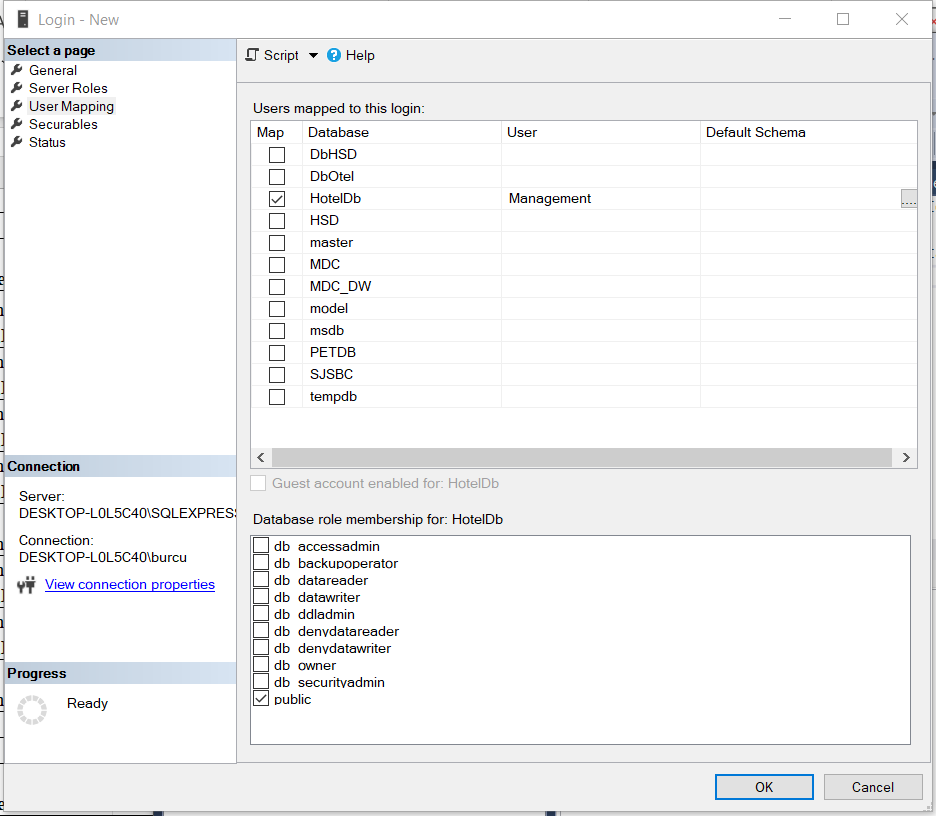 Login - New
Select a page
General
Server Roles
User Mapping
Securables
Status
Script Help
Users mapped to this login:
Map Database User Default Schema
DbHSD
DbOtel
HotelDb Management ....
HSD
master
MDC
MDC_DW
model
msdb
PETDB
SJSBC
tempdb
Guest account enabled for: HotelDb
Database role membership for: HotelDb
db_accessadmin
db_backupoperator
db_datareader
db_datawriter
db_ddladmin
db_denydatareader
db_denydatawriter
db_owner
db_securityadmin
public
Connection
Server:
DESKTOP-L0L5C40\SQLEXPRESS
Connection:
DESKTOP-L0L5C40\burcu
View connection properties
Progress
Ready
OK Cancel